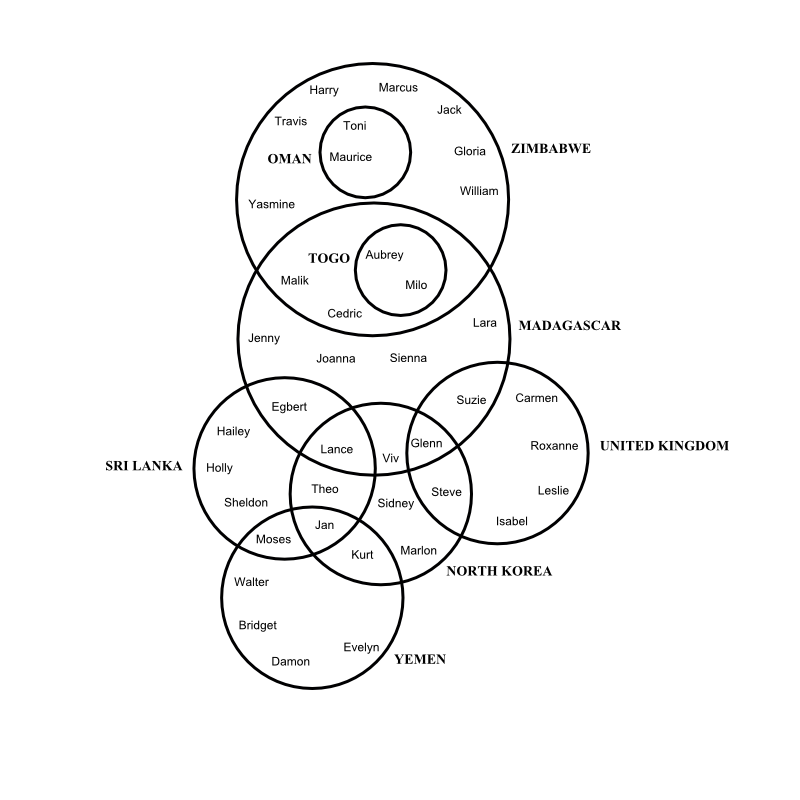 Harry
Marcus
Jack
Travis
Toni
Gloria
ZIMBABWE
OMAN
Maurice
William
Yasmine
TOGO
Aubrey
Malik
Milo
Cedric
Lara
MADAGASCAR
Jenny
Joanna
Sienna
Egbert
Suzie
Carmen
Hailey
Lance
Viv
Glenn
Roxanne
UNITED KINGDOM
SRI LANKA
Holly
Theo
Steve
Leslie
Sheldon
Sidney
Isabel
Moses
Jan
Kurt
Marlon
NORTH KOREA
Walter
Bridget
Damon
Evelyn
YEMEN